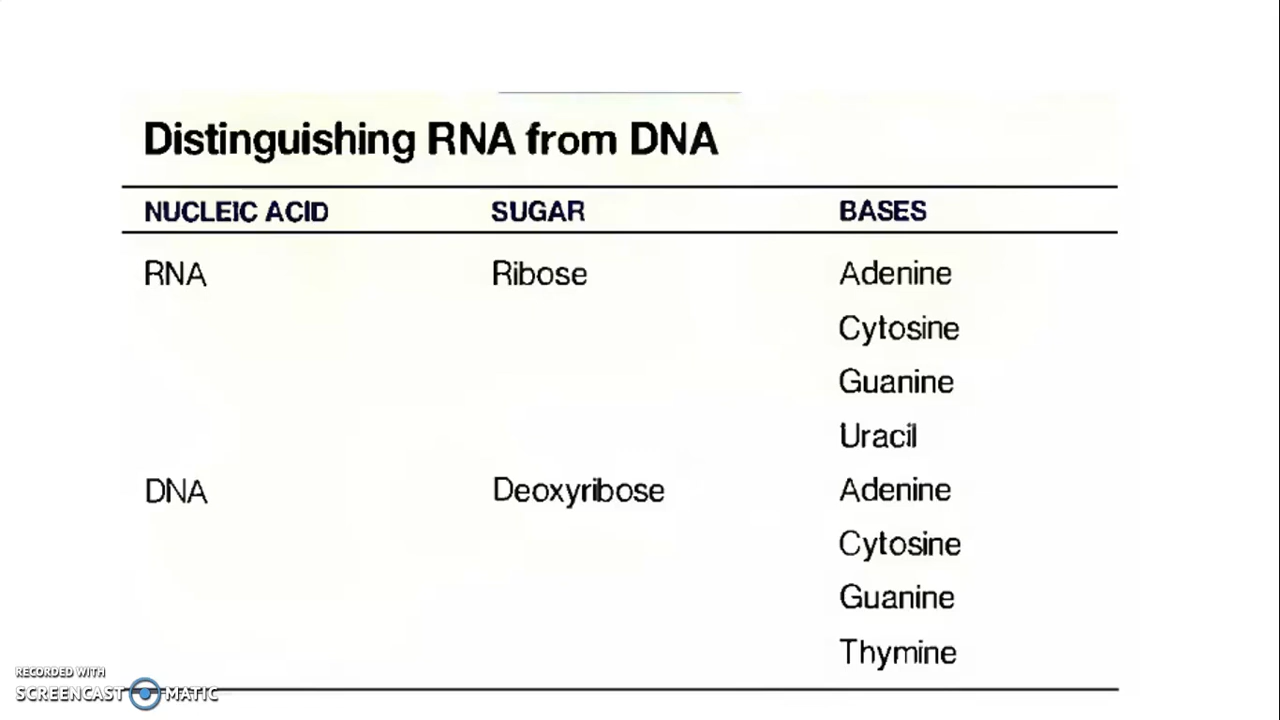 Distinguishing RNA from DNA
NUCLEIC ACID SUGAR BASES
RNA Ribose Adenine
Cytosine
Guanine
Uracil
DNA Deoxyribose Adenine
Cytosine
Guanine
Thymine
RECORDED WITH
SCREENCAST MATIC